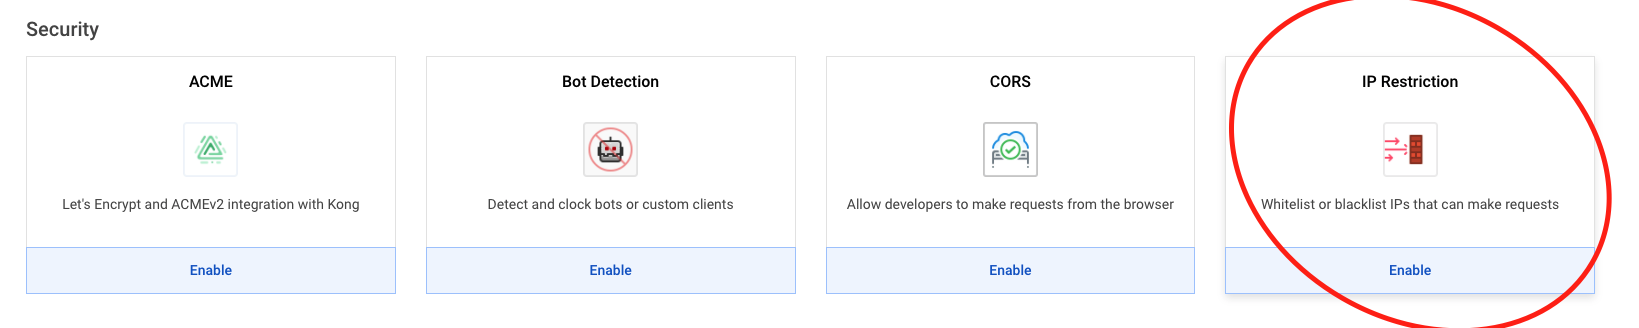 Security
ACME
Let's Encrypt and ACMEv2 integration with Kong
Enable
Bot Detection
Detect and clock bots or custom clients
Enable
CORS
Allow developers to make requests from the browser
Enable
IP Restriction
Whitelist or blacklist IPs that can make requests
Enable